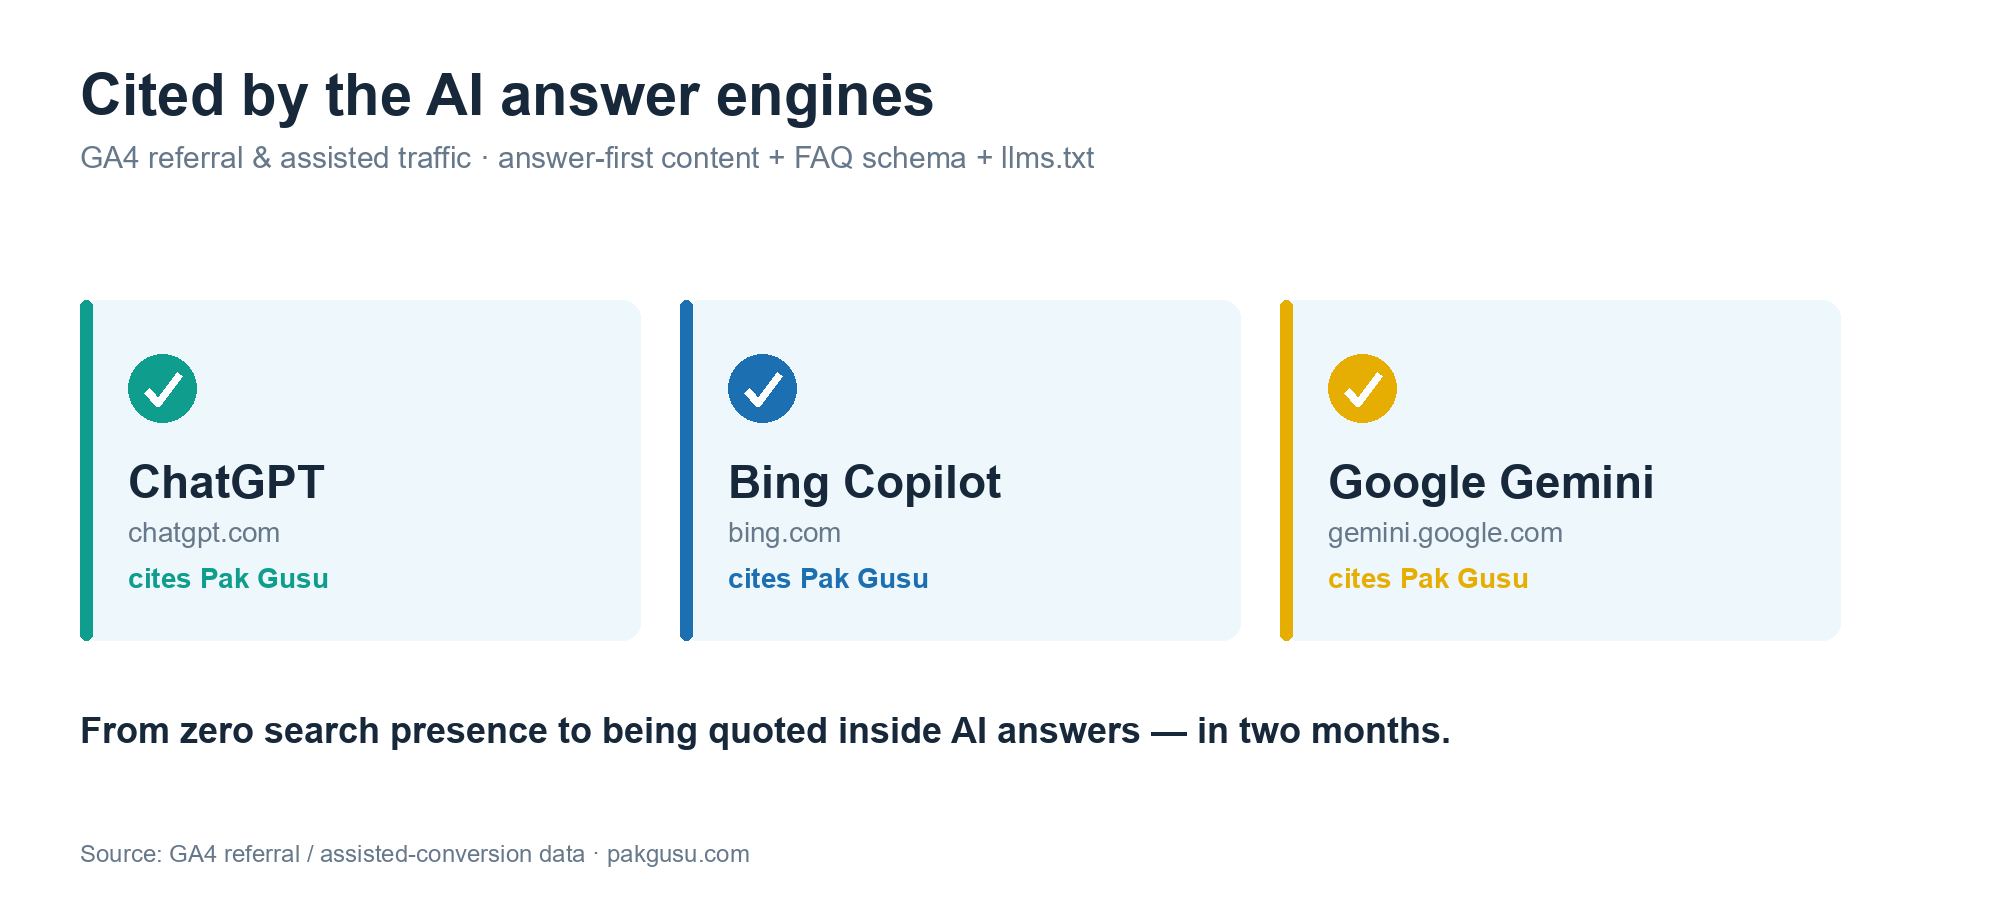 Cited by the AI answer engines
GA4 referral & assisted traffic · answer-first content + FAQ schema + llms.txt
ChatGPT
chatgpt.com
cites Pak Gusu
Bing Copilot
bing.com
cites Pak Gusu
Google Gemini
gemini.google.com
cites Pak Gusu
From zero search presence to being quoted inside AI answers — in two months.
Source: GA4 referral / assisted-conversion data · pakgusu.com